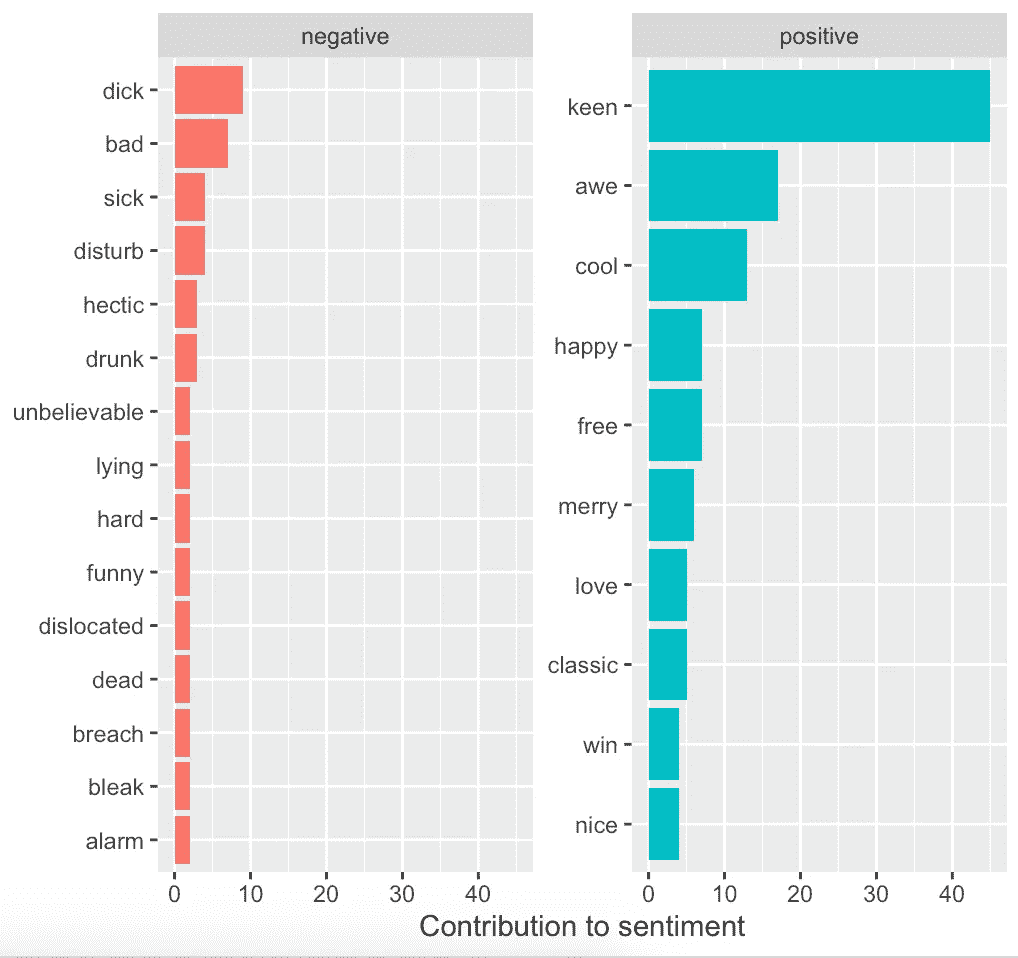 negative
dick
bad
sick
disturb
hectic
drunk
unbelievable
lying
hard
funny
dislocated
dead
breach
bleak
alarm
0 10 20 30 40
positive
keen
awe
cool
happy
free
merry
love
classic
win
nice
0 10 20 30 40
Contribution to sentiment